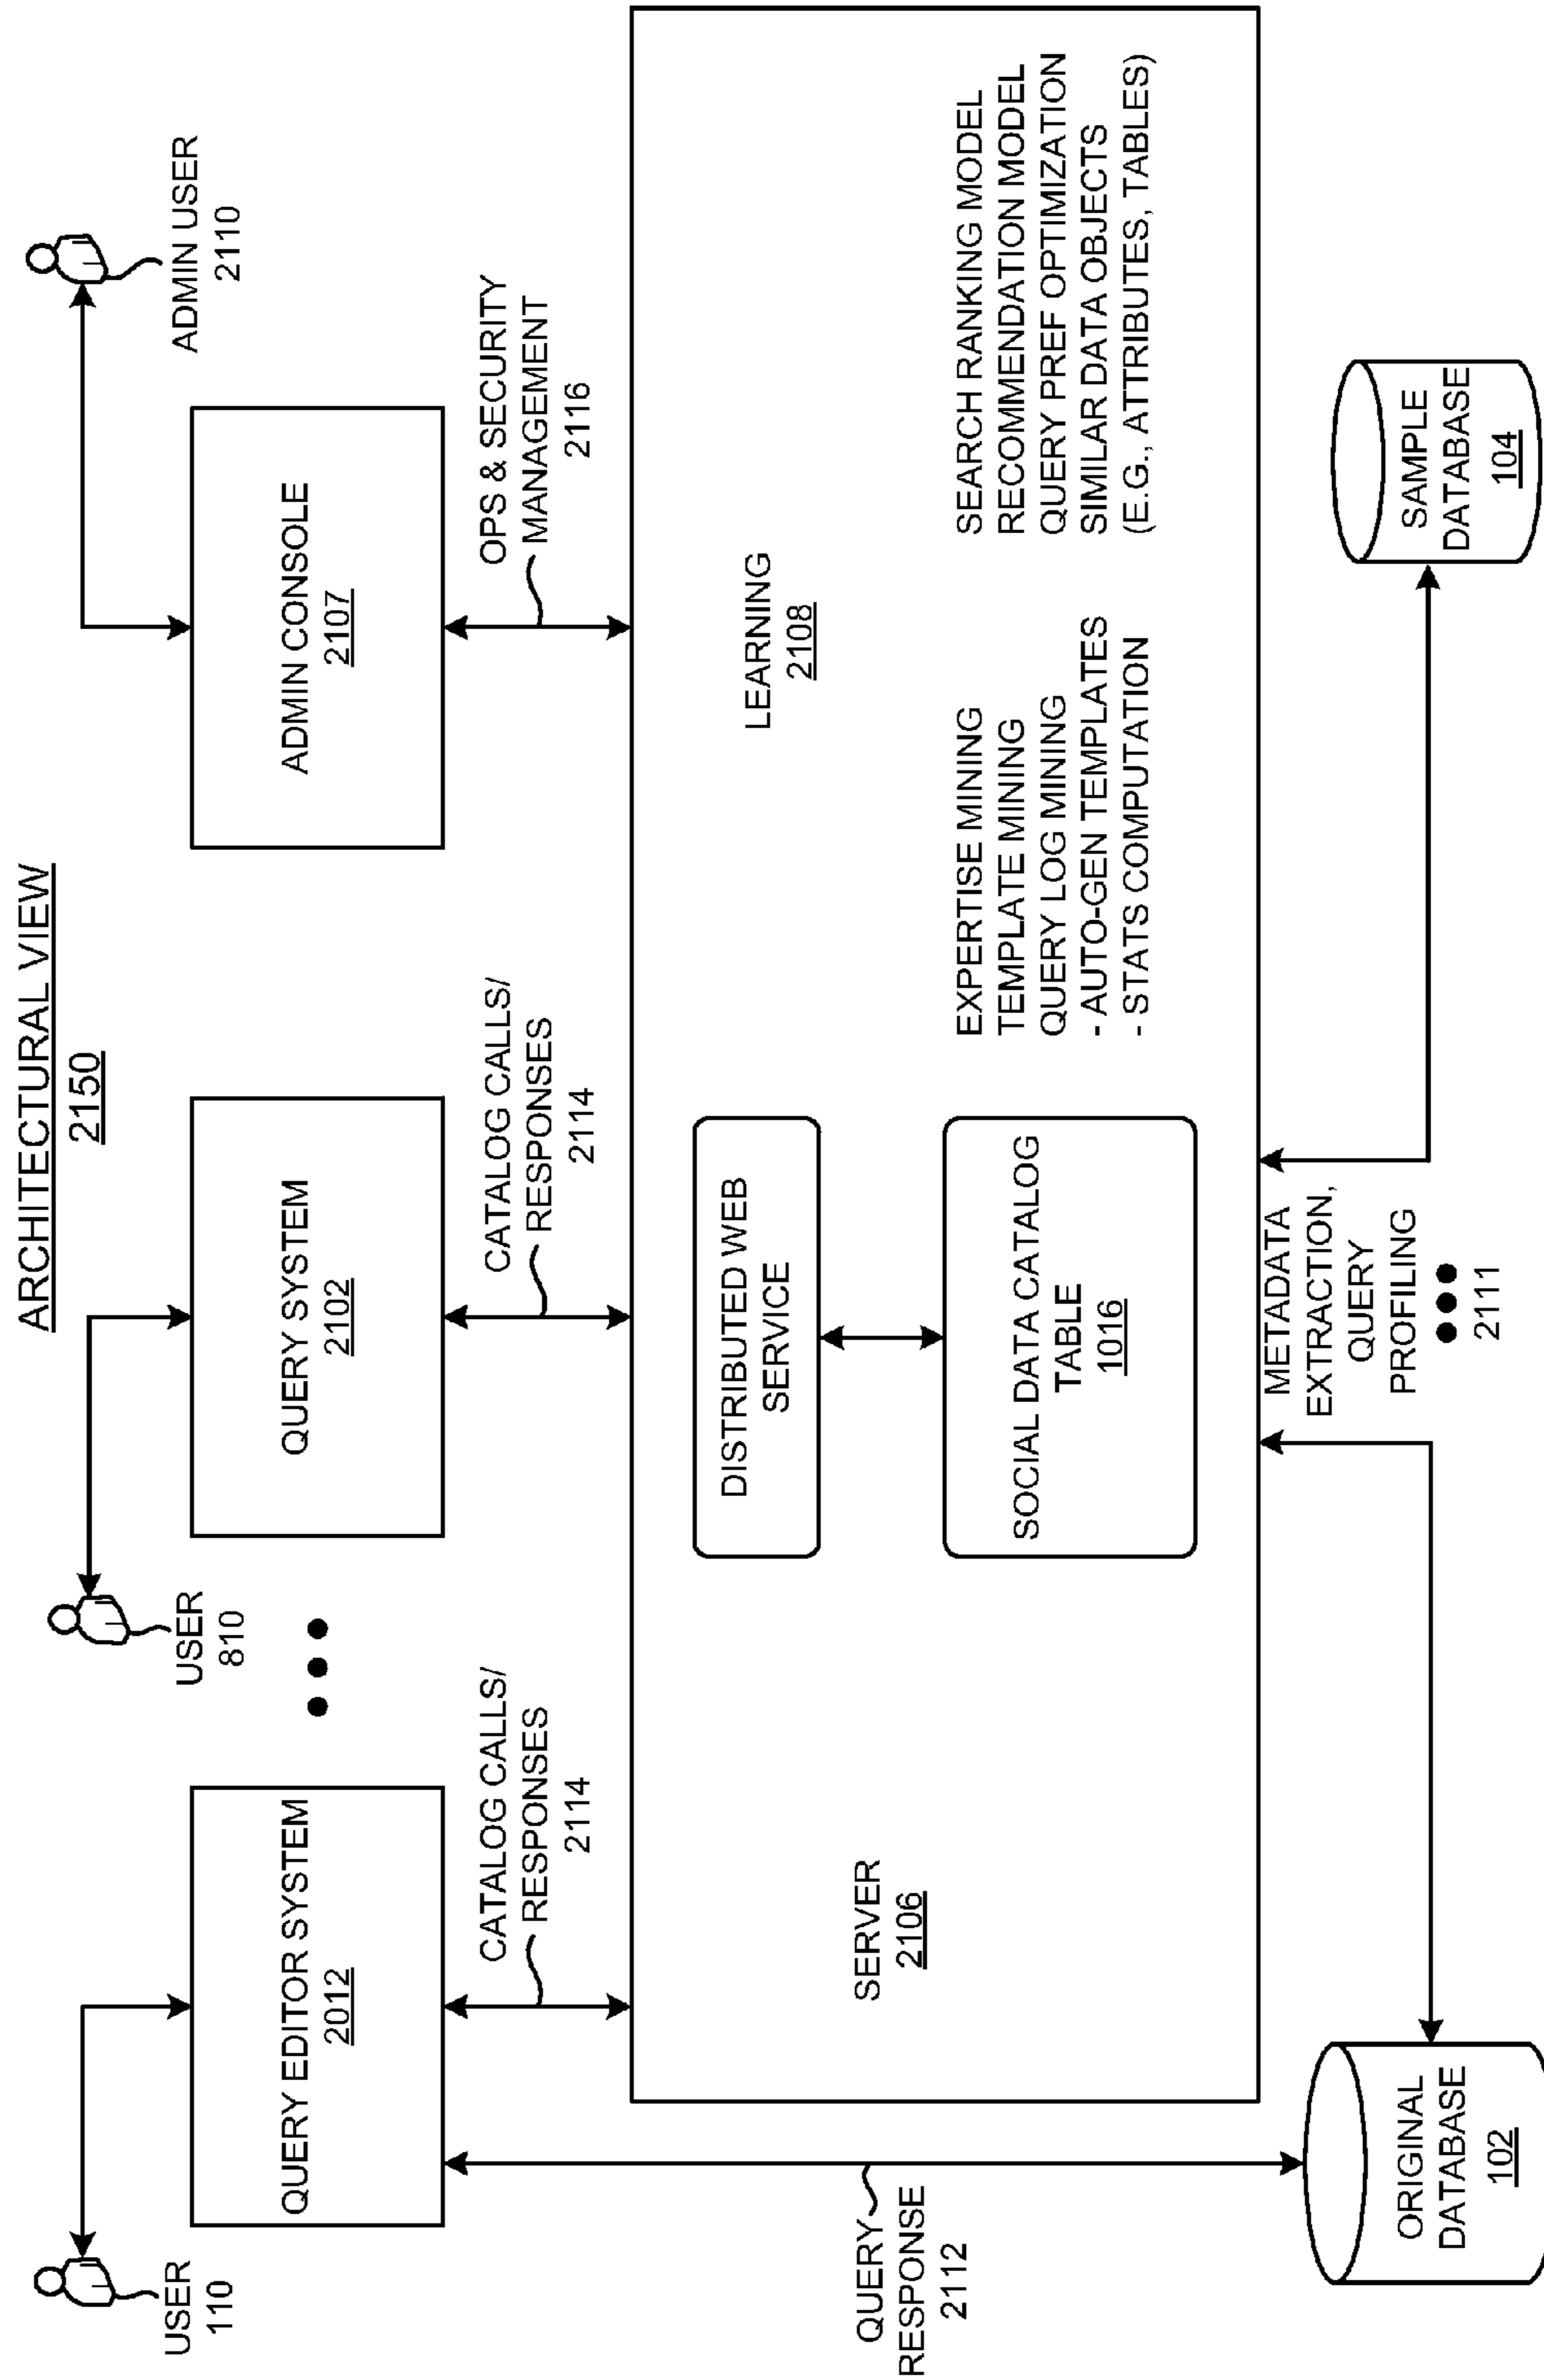 ARCHITECTURAL VIEW
2150
USER
110
USER
810
ADMIN USER
2110
QUERY EDITOR SYSTEM
2012
QUERY SYSTEM
2102
ADMIN CONSOLE
2107
CATALOG CALLS/
RESPONSES
2114
CATALOG CALLS/
RESPONSES
2114
OPS & SECURITY
MANAGEMENT
2116
QUERY
RESPONSE
2112
SERVER
2106
DISTRIBUTED WEB
SERVICE
SOCIAL DATA CATALOG
TABLE
1016
LEARNING
2108
EXPERTISE MINING
TEMPLATE MINING
QUERY LOG MINING
- AUTO-GEN TEMPLATES
- STATS COMPUTATION
SEARCH RANKING MODEL
RECOMMENDATION MODEL
QUERY PREF OPTIMIZATION
SIMILAR DATA OBJECTS
(E.G., ATTRIBUTES, TABLES)
ORIGINAL
DATABASE
102
METADATA
EXTRACTION,
QUERY
PROFILING
2111
SAMPLE
DATABASE
104